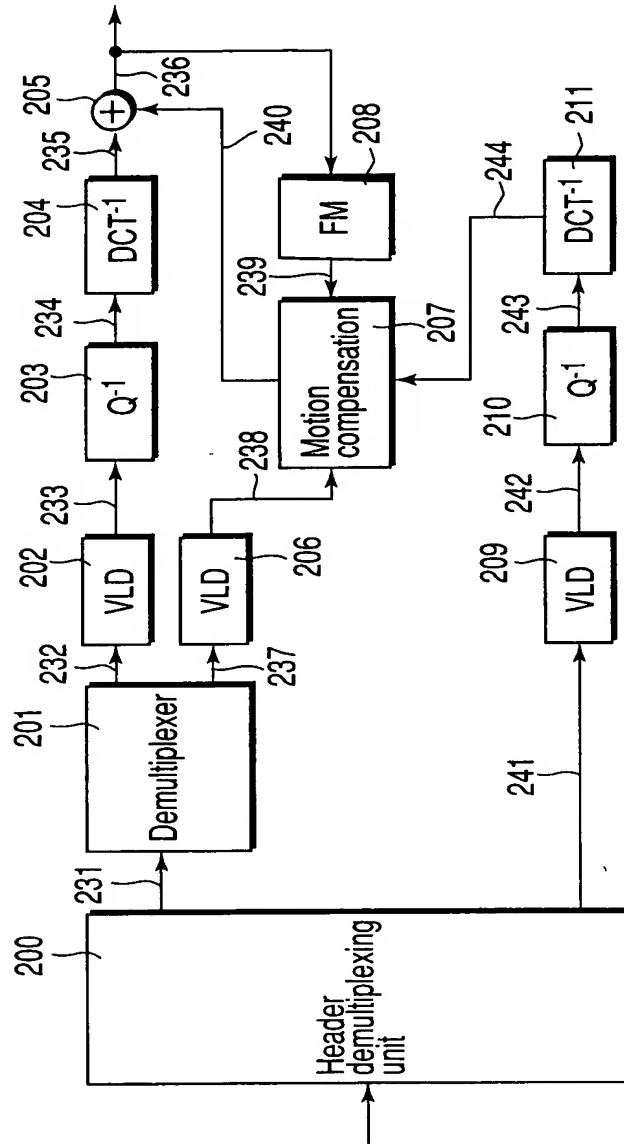 200
Header
demultiplexing
unit
231
241
201
Demultiplexer
232
237
202
VLD
206
VLD
233
238
203
Q-1
234
204
DCT-1
235
205
+
236
240
Motion
compensation
207
239
FM
208
209
VLD
242
210
Q-1
243
DCT-1
211
244